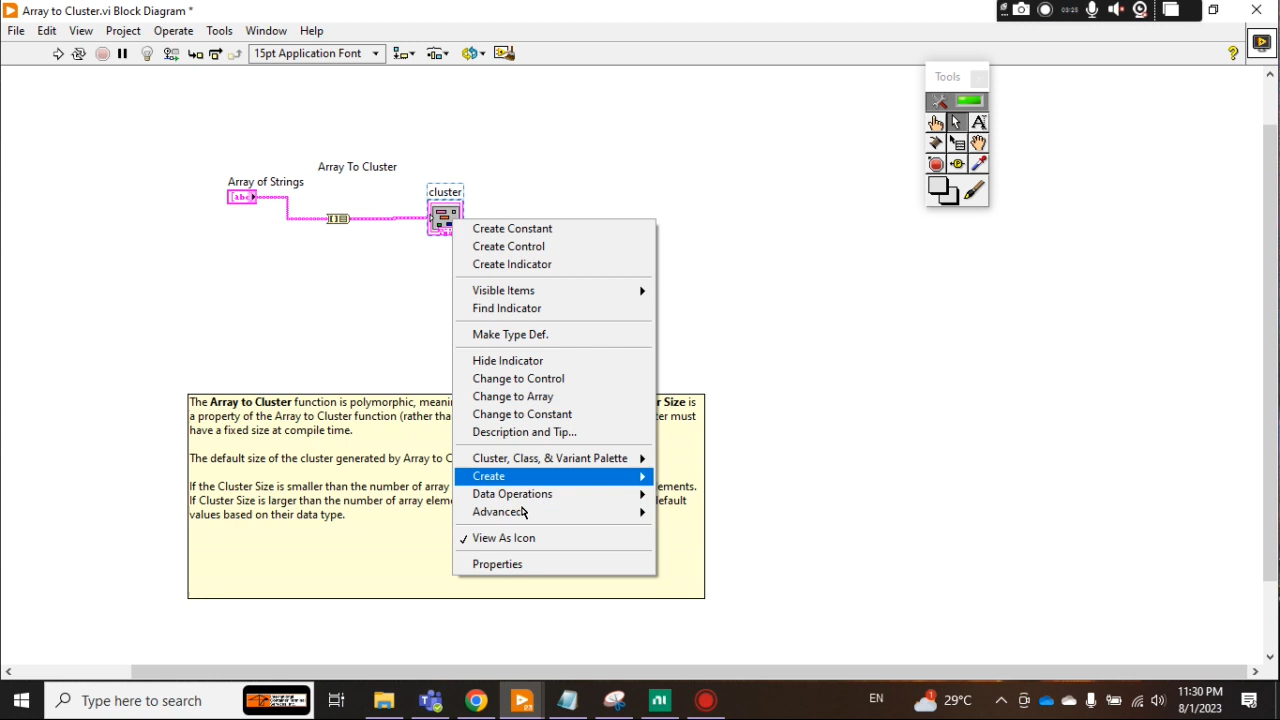 Array to Cluster.vi Block Diagram *
03:25
File Edit View Project Operate Tools Window Help
15pt Application Font
Tools
Array To Cluster
Array of Strings
cluster
abc
Create Constant
Create Control
Create Indicator
Visible Items
Find Indicator
Make Type Def.
Hide Indicator
Change to Control
Change to Array
Change to Constant
Description and Tip...
Cluster, Class, & Variant Palette
Create
Data Operations
Advanced
View As Icon
Properties
The Array to Cluster function is polymorphic, meani r Size is
a property of the Array to Cluster function (rather tha ter must
have a fixed size at compile time.
The default size of the cluster generated by Array to C
If the Cluster Size is smaller than the number of array ements.
If Cluster Size is larger than the number of array elem efault
values based on their data type.
Type here to search
EN
1
29°C
11:30 PM
8/1/2023